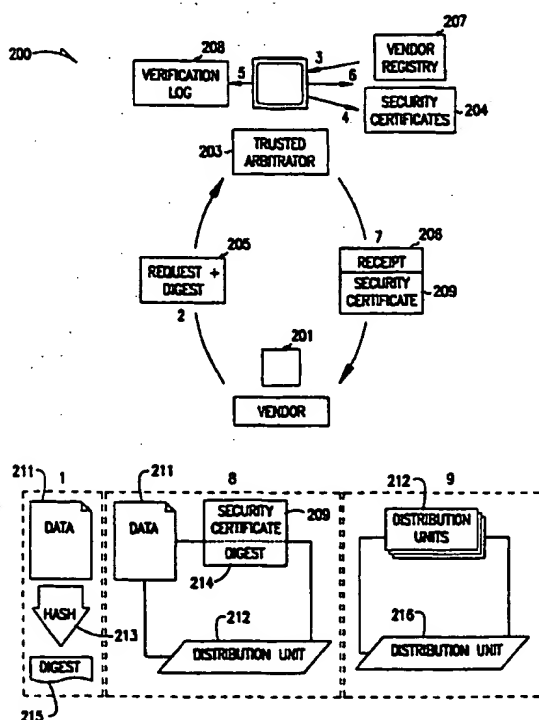 200
208
VERIFICATION
LOG
5
3
6
4
207
VENDOR
REGISTRY
SECURITY
CERTIFICATES
204
203
TRUSTED
ARBITRATOR
205
REQUEST +
DIGEST
2
7
206
RECEIPT
SECURITY
CERTIFICATE
209
201
VENDOR
211
1
DATA
HASH
213
DIGEST
215
211
8
DATA
SECURITY
CERTIFICATE
DIGEST
209
214
212
DISTRIBUTION UNIT
212
9
DISTRIBUTION
UNITS
216
DISTRIBUTION UNIT